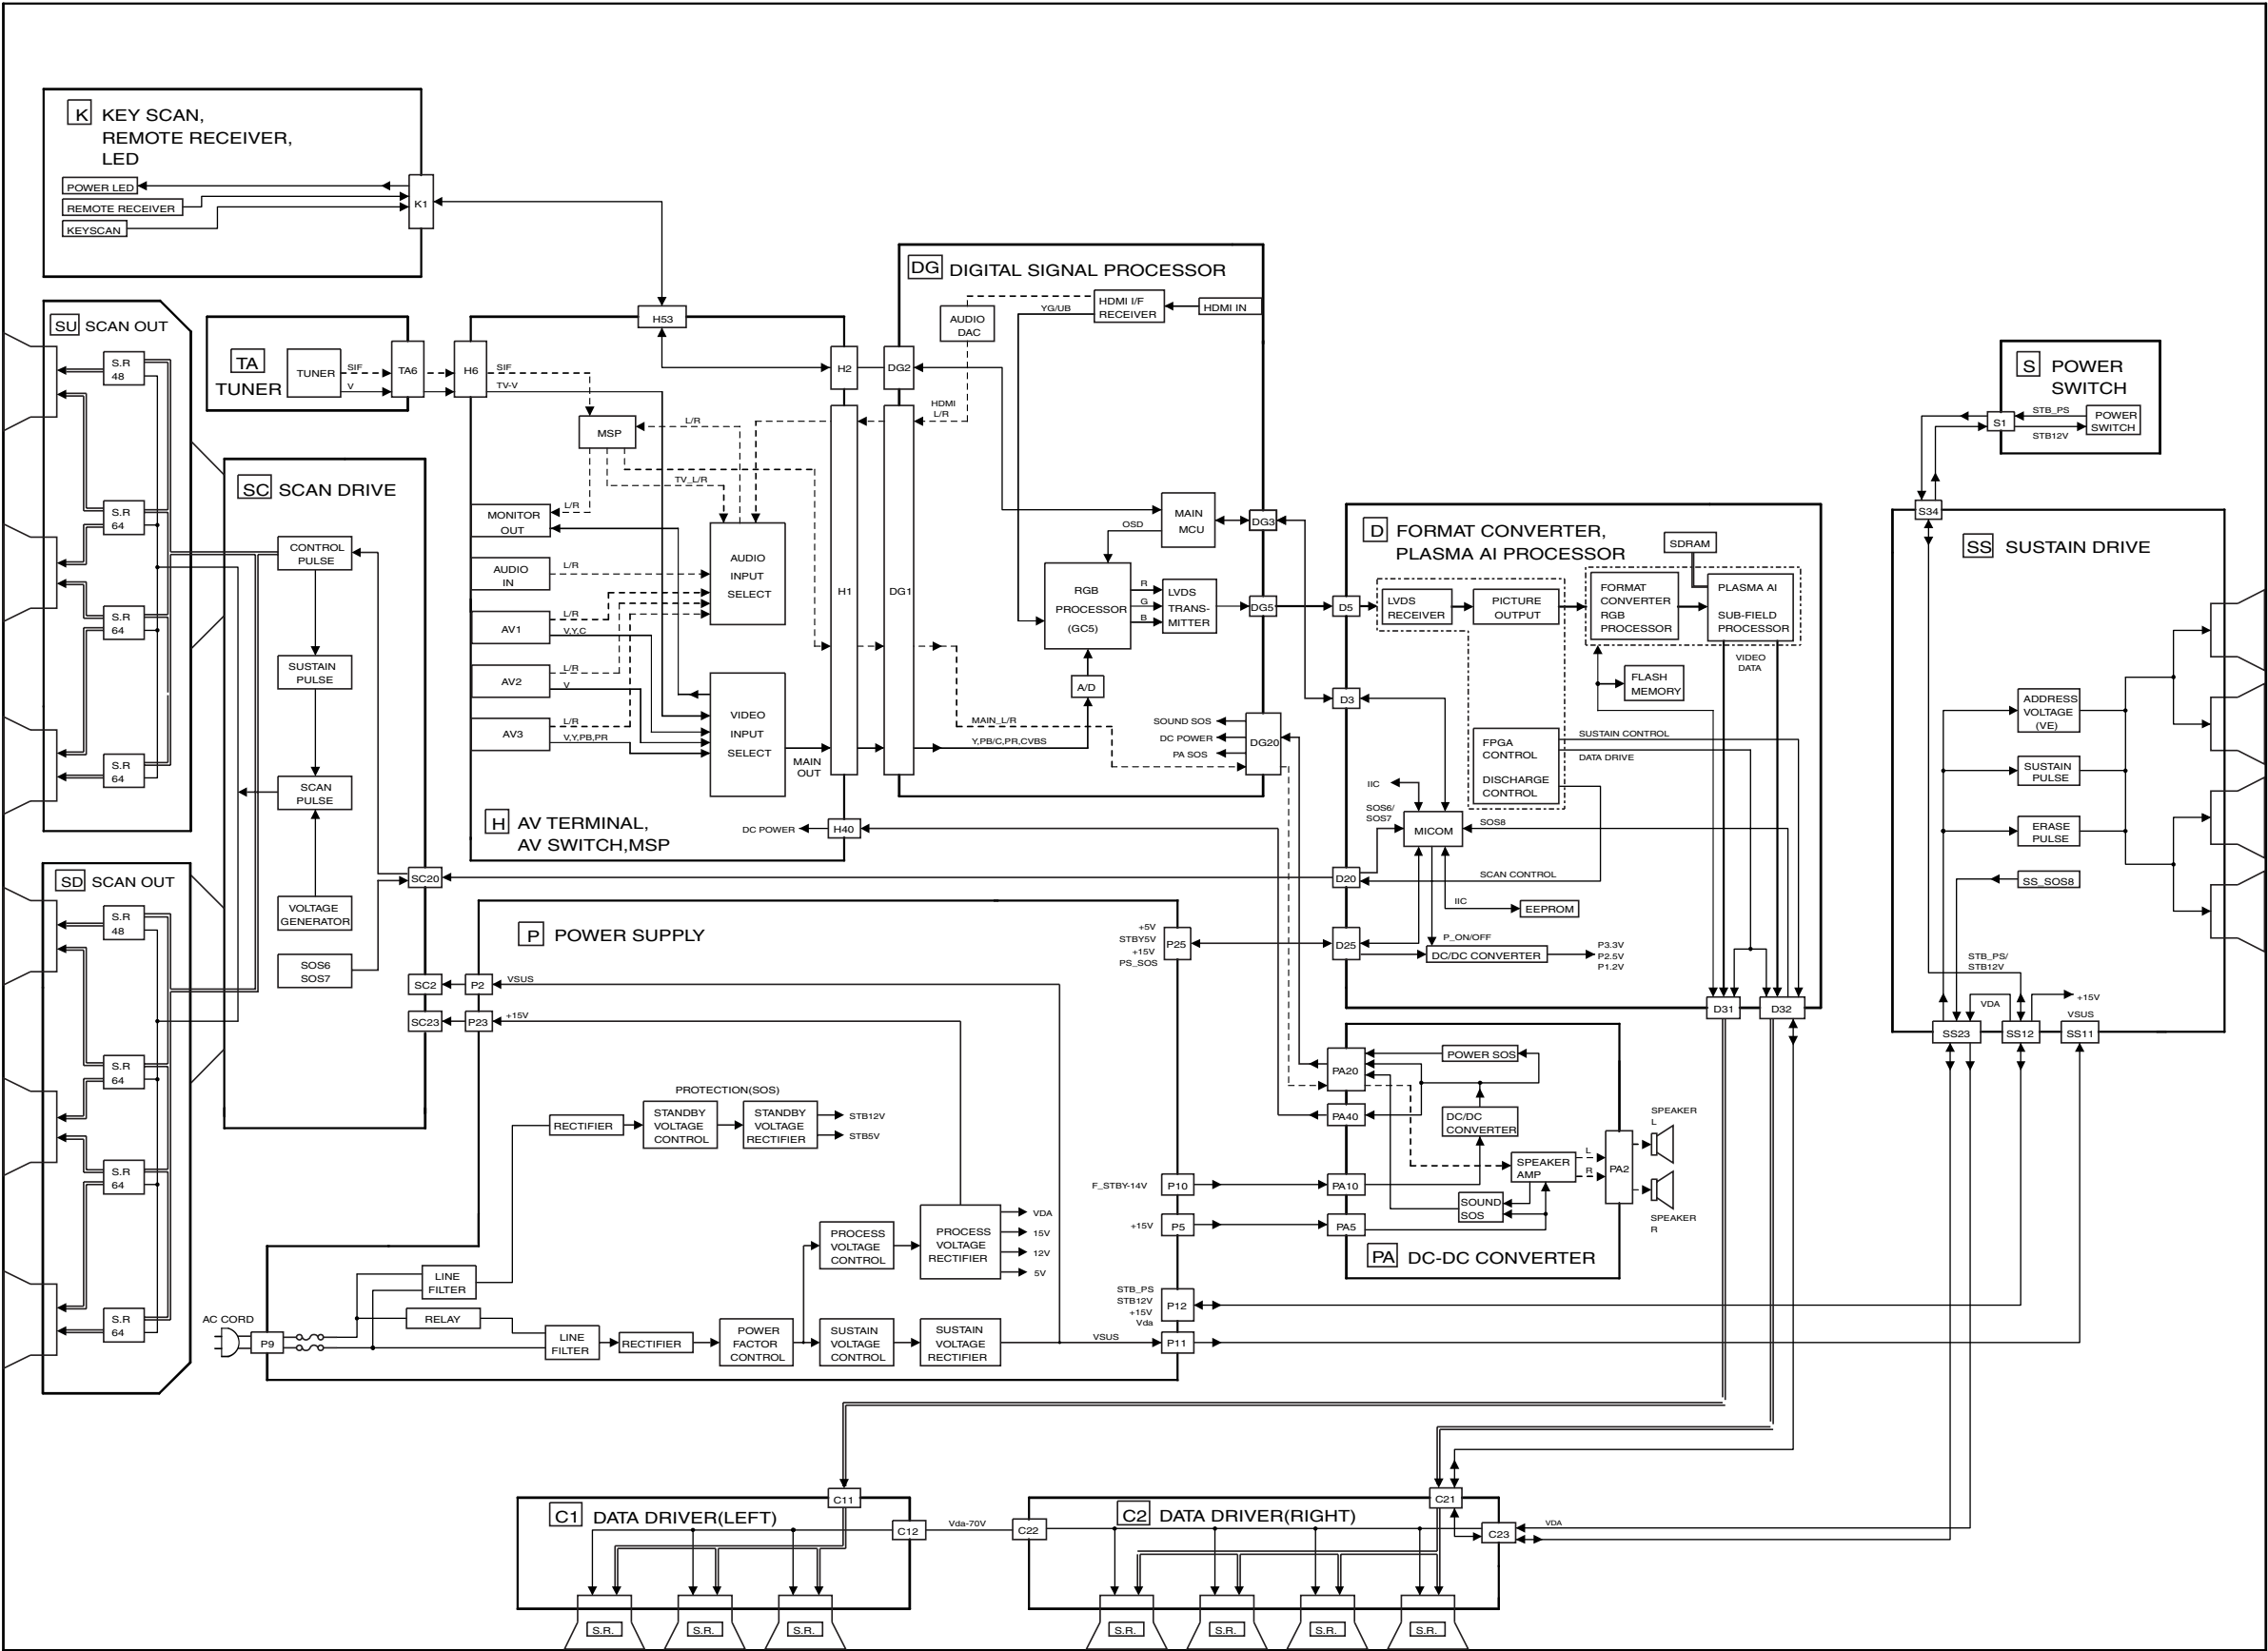 K KEY SCAN,
REMOTE RECEIVER,
LED
POWER LED
REMOTE RECEIVER
KEYSCAN
K1
SU SCAN OUT
S.R
48
S.R
64
S.R
64
S.R
64
TA
TUNER
TUNER
SIF
V
TA6
H6
SIF
TV-V
H53
H2
MSP
L/R
TV_L/R
L/R
MONITOR
OUT
AUDIO
IN
L/R
AV1
L/R
V,Y,C
AV2
L/R
V
AV3
L/R
V,Y,PB,PR
AUDIO
INPUT
SELECT
VIDEO
INPUT
SELECT
MAIN
OUT
H1
H AV TERMINAL,
AV SWITCH,MSP
DC POWER
H40
DG DIGITAL SIGNAL PROCESSOR
DG2
DG1
AUDIO
DAC
HDMI I/F
RECEIVER
HDMI IN
YG/UB
HDMI
L/R
MAIN
MCU
OSD
DG3
RGB
PROCESSOR
(GC5)
R
G
B
LVDS
TRANS-
MITTER
DG5
A/D
MAIN_L/R
Y,PB/C,PR,CVBS
SOUND SOS
DC POWER
PA SOS
DG20
SC SCAN DRIVE
CONTROL
PULSE
SUSTAIN
PULSE
SCAN
PULSE
VOLTAGE
GENERATOR
SOS6
SOS7
SC20
SC2
SC23
SD SCAN OUT
S.R
48
S.R
64
S.R
64
S.R
64
D FORMAT CONVERTER,
PLASMA AI PROCESSOR
SDRAM
D5
LVDS
RECEIVER
PICTURE
OUTPUT
FORMAT
CONVERTER
RGB
PROCESSOR
PLASMA AI
SUB-FIELD
PROCESSOR
VIDEO
DATA
FLASH
MEMORY
D3
FPGA
CONTROL
DISCHARGE
CONTROL
SUSTAIN CONTROL
DATA DRIVE
IIC
SOS6/
SOS7
MICOM
SOS8
D20
SCAN CONTROL
IIC
EEPROM
D25
P_ON/OFF
DC/DC CONVERTER
P3.3V
P2.5V
P1.2V
D31
D32
S POWER
SWITCH
S1
STB_PS
STB12V
POWER
SWITCH
S34
SS SUSTAIN DRIVE
ADDRESS
VOLTAGE
(VE)
SUSTAIN
PULSE
ERASE
PULSE
SS_SOS8
STB_PS/
STB12V
VDA
+15V
VSUS
SS23
SS12
SS11
P POWER SUPPLY
+5V
STBY5V
+15V
PS_SOS
P25
P2
VSUS
P23
+15V
PROTECTION(SOS)
RECTIFIER
STANDBY
VOLTAGE
CONTROL
STANDBY
VOLTAGE
RECTIFIER
STB12V
STB5V
F_STBY-14V
P10
+15V
P5
PROCESS
VOLTAGE
CONTROL
PROCESS
VOLTAGE
RECTIFIER
VDA
15V
12V
5V
LINE
FILTER
RELAY
AC CORD
P9
LINE
FILTER
RECTIFIER
POWER
FACTOR
CONTROL
SUSTAIN
VOLTAGE
CONTROL
SUSTAIN
VOLTAGE
RECTIFIER
STB_PS
STB12V
+15V
Vda
P12
VSUS
P11
PA20
PA40
PA10
PA5
POWER SOS
DC/DC
CONVERTER
SPEAKER
AMP
L
R
PA2
SOUND
SOS
SPEAKER
L
SPEAKER
R
PA DC-DC CONVERTER
C1 DATA DRIVER(LEFT)
C11
C12
Vda-70V
S.R.
S.R.
S.R.
C2 DATA DRIVER(RIGHT)
C22
C21
C23
VDA
S.R.
S.R.
S.R.
S.R.